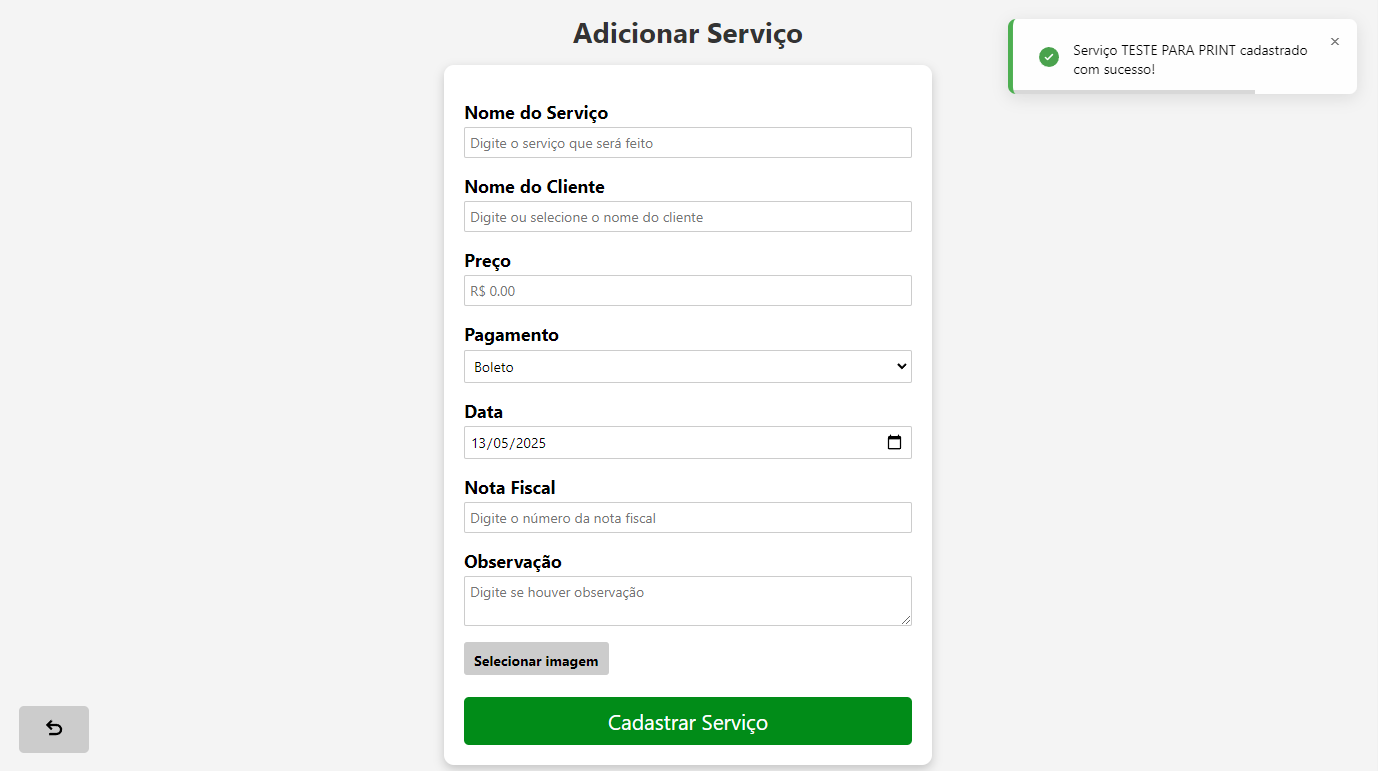 Adicionar Serviço
Serviço TESTE PARA PRINT cadastrado
com sucesso!
Nome do Serviço
Digite o serviço que será feito
Nome do Cliente
Digite ou selecione o nome do cliente
Preço
R$ 0.00
Pagamento
Boleto
Data
13/05/2025
Nota Fiscal
Digite o número da nota fiscal
Observação
Digite se houver observação
Selecionar imagem
Cadastrar Serviço